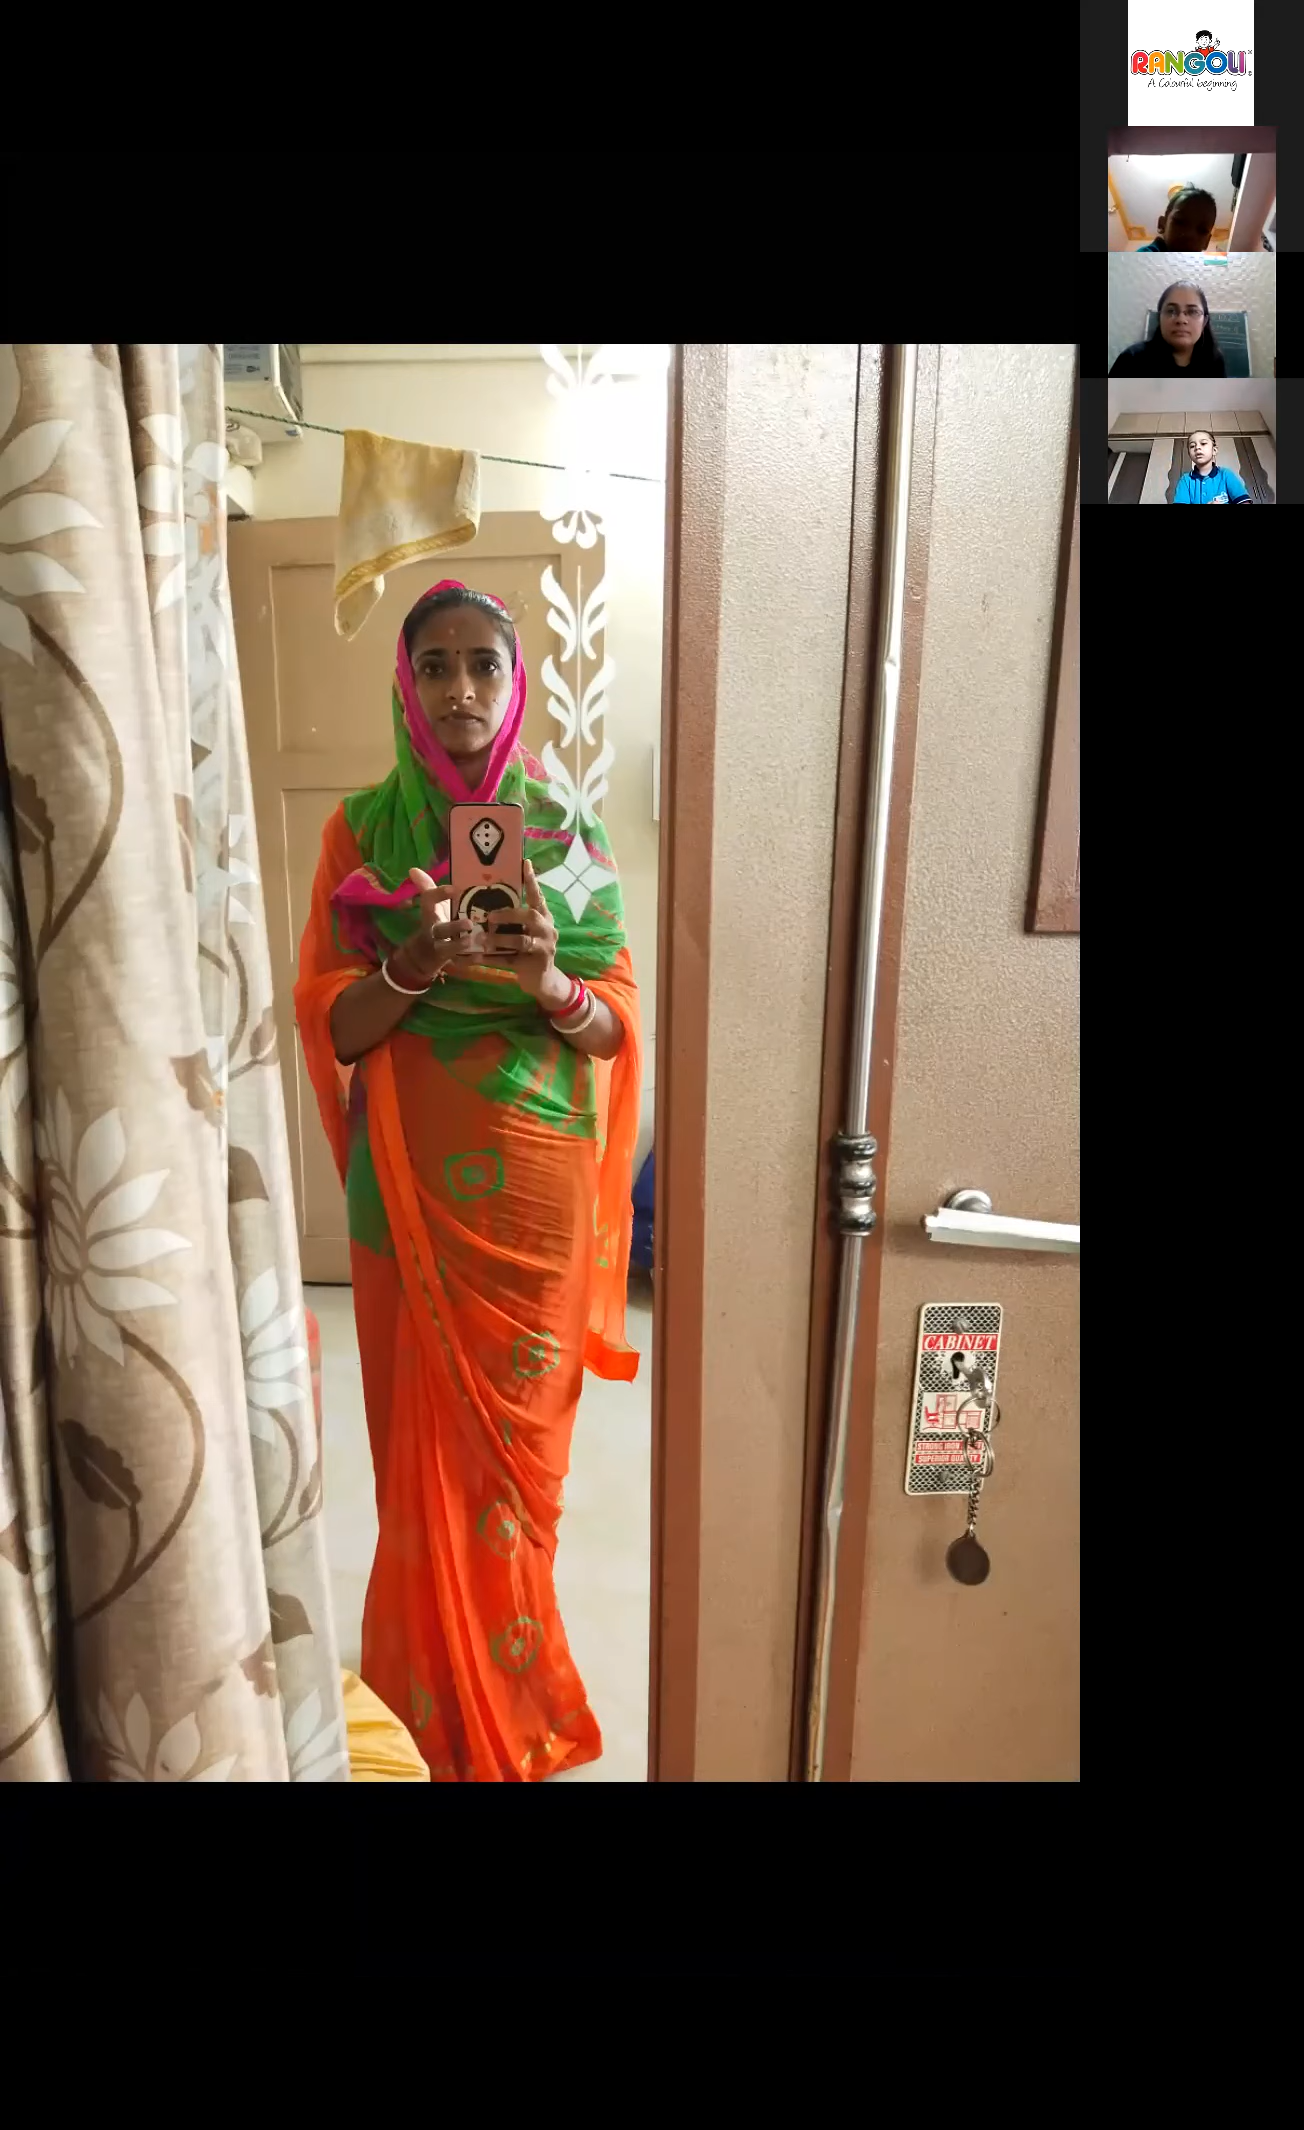 RANGOLI
A Colourful beginning
CABINET
STRONG IRON
SUPERIOR QUALITY